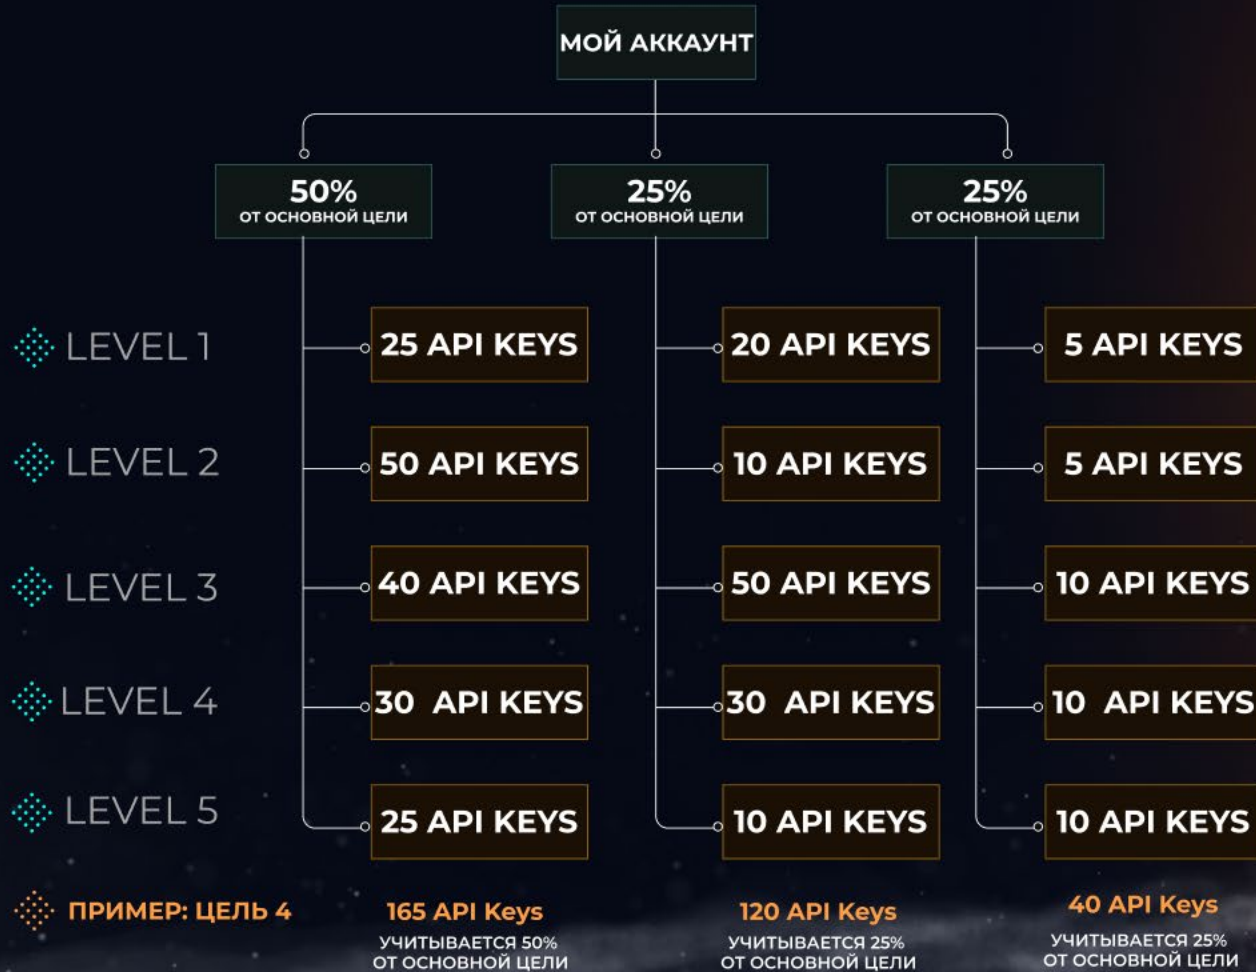 МОЙ АККАУНТ
50%
ОТ ОСНОВНОЙ ЦЕЛИ
25%
ОТ ОСНОВНОЙ ЦЕЛИ
25%
ОТ ОСНОВНОЙ ЦЕЛИ
LEVEL 1
25 API KEYS
20 API KEYS
5 API KEYS
LEVEL 2
50 API KEYS
10 API KEYS
5 API KEYS
LEVEL 3
40 API KEYS
50 API KEYS
10 API KEYS
LEVEL 4
30 API KEYS
30 API KEYS
10 API KEYS
LEVEL 5
25 API KEYS
10 API KEYS
10 API KEYS
ПРИМЕР: ЦЕЛЬ 4
165 API Keys
УЧИТЫВАЕТСЯ 50%
ОТ ОСНОВНОЙ ЦЕЛИ
120 API Keys
УЧИТЫВАЕТСЯ 25%
ОТ ОСНОВНОЙ ЦЕЛИ
40 API Keys
УЧИТЫВАЕТСЯ 25%
ОТ ОСНОВНОЙ ЦЕЛИ